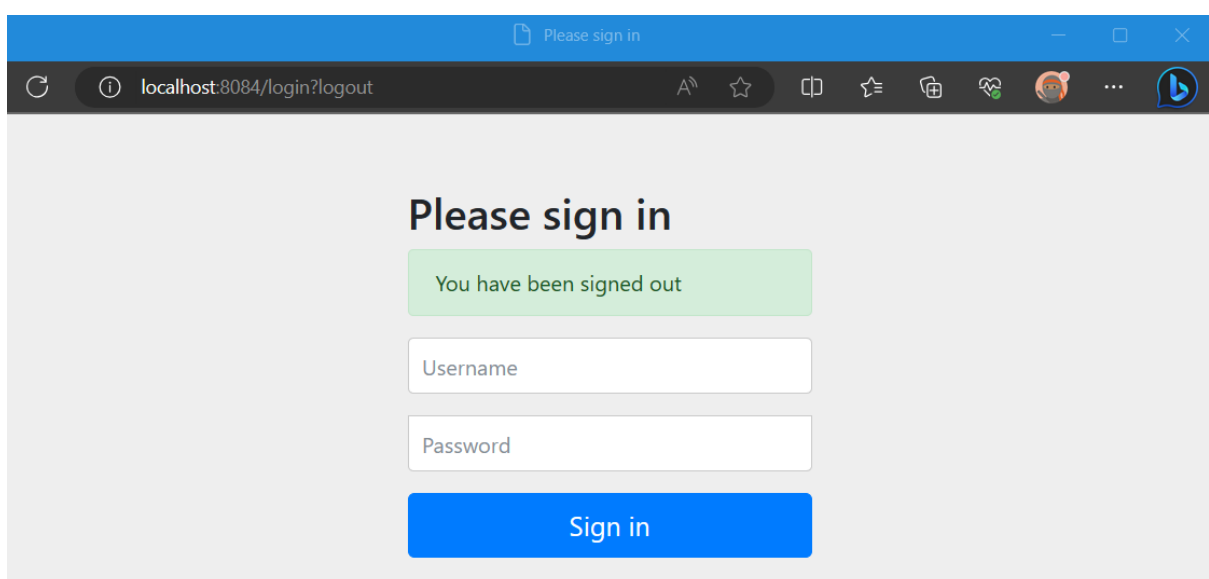 Please sign in
localhost:8084/login?logout
Please sign in
You have been signed out
Username
Password
Sign in